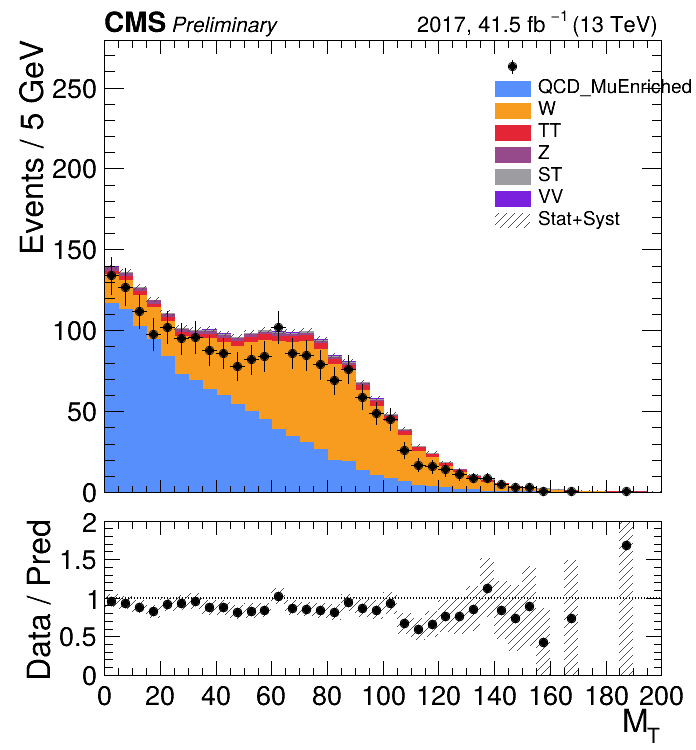 CMS Preliminary 2017, 41.5 fb⁻¹ (13 TeV)
Events / 5 GeV
250
200
150
100
50
0
QCD_MuEnriched
W
TT
Z
ST
VV
Stat+Syst
Data / Pred
2
1.5
1
0.5
0
0 20 40 60 80 100 120 140 160 180 200
M_T